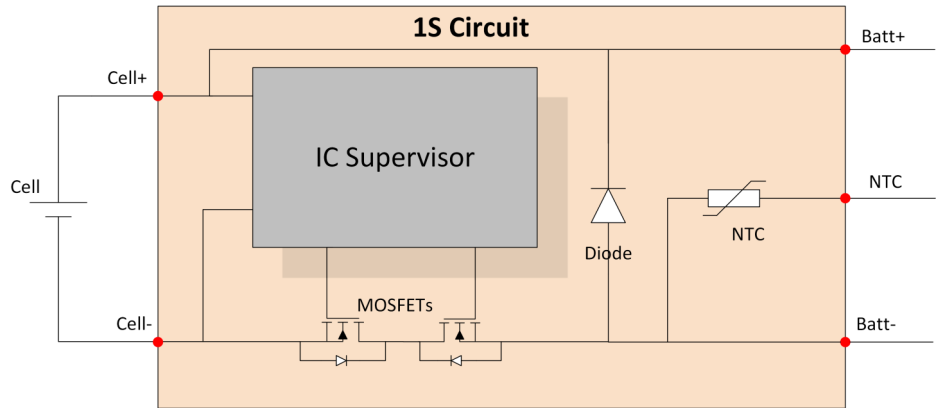 1S Circuit
Batt+
Cell+
IC Supervisor
Cell
NTC
NTC
Diode
MOSFETs
Cell-
Batt-